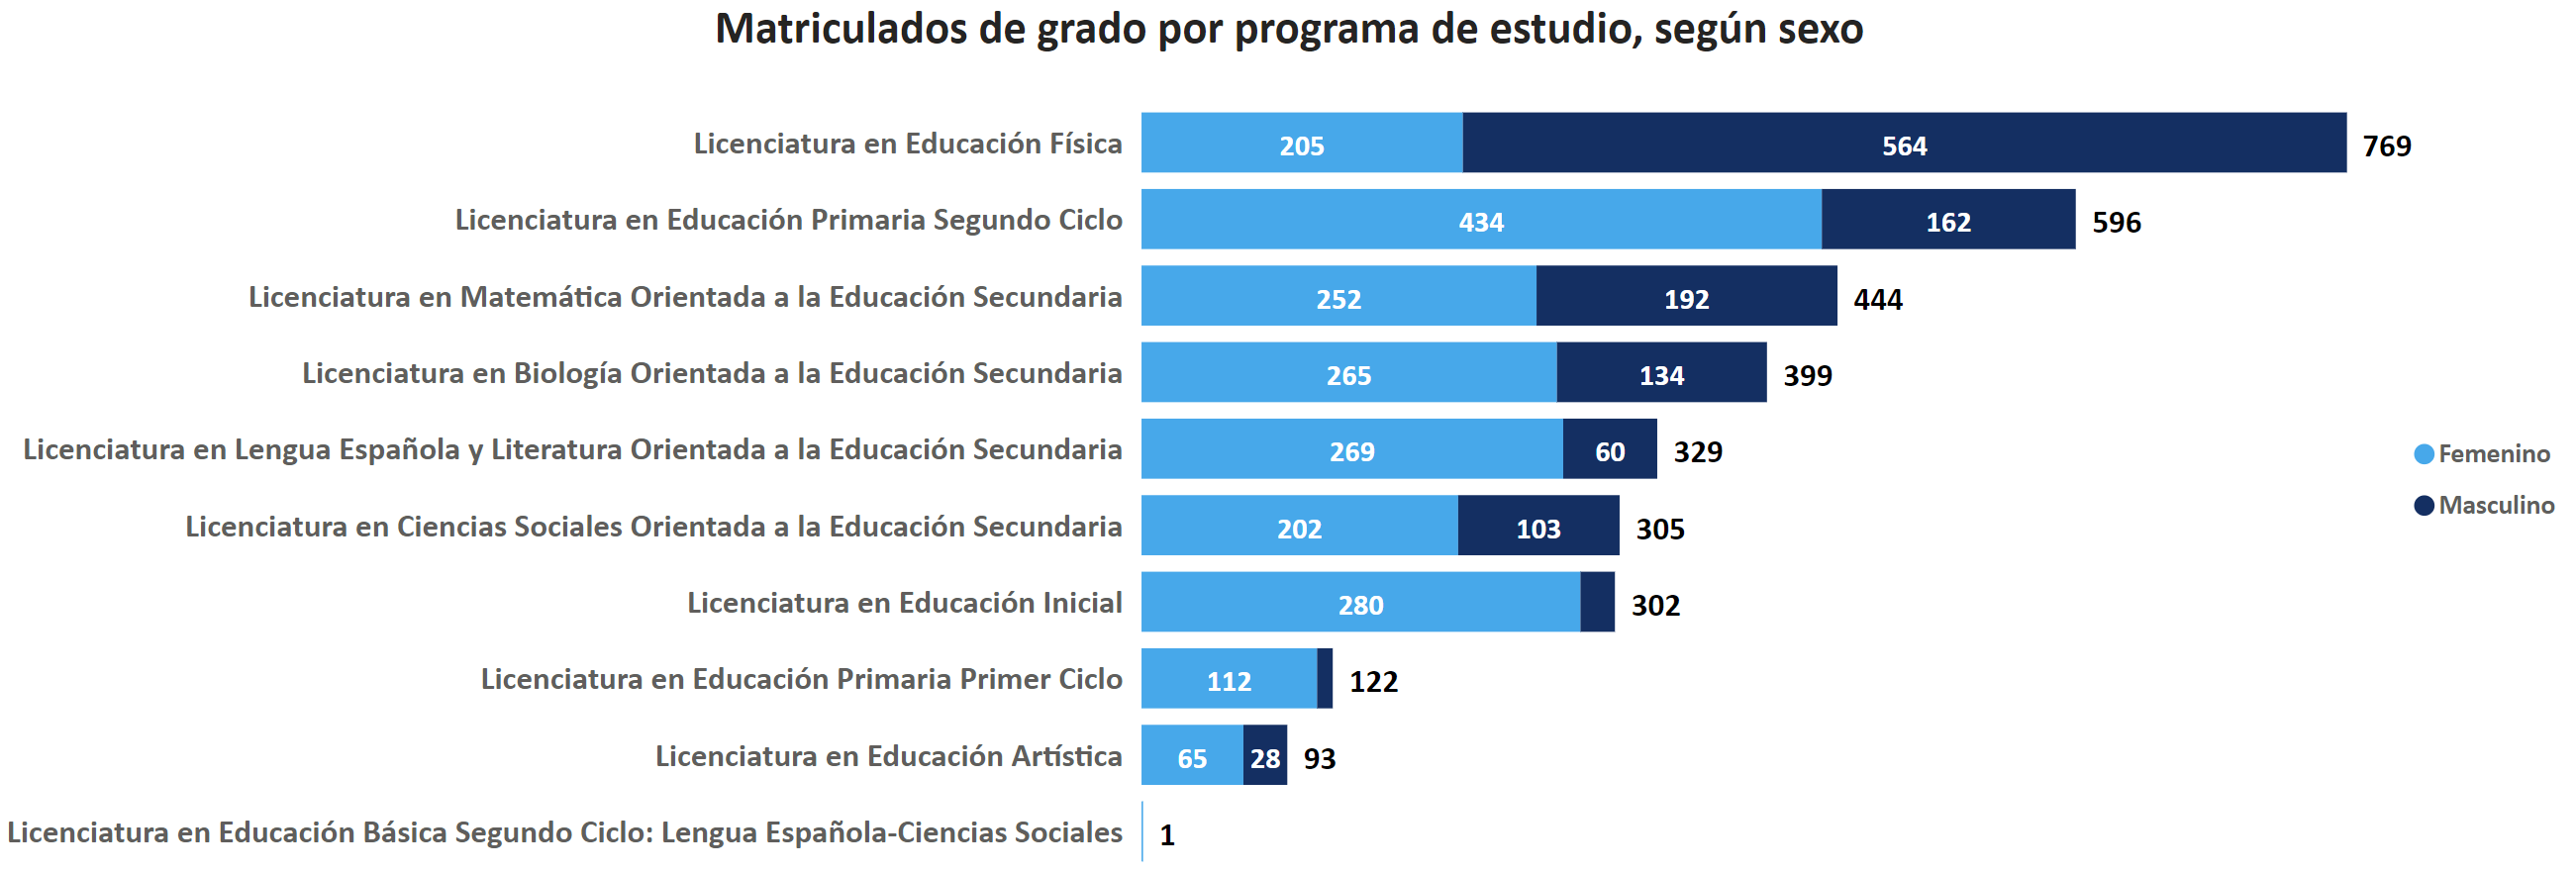 Matriculados de grado por programa de estudio, según sexo
Licenciatura en Educación Física 205 564 769
Licenciatura en Educación Primaria Segundo Ciclo 434 162 596
Licenciatura en Matemática Orientada a la Educación Secundaria 252 192 444
Licenciatura en Biología Orientada a la Educación Secundaria 265 134 399
Licenciatura en Lengua Española y Literatura Orientada a la Educación Secundaria 269 60 329
Femenino
Masculino
Licenciatura en Ciencias Sociales Orientada a la Educación Secundaria 202 103 305
Licenciatura en Educación Inicial 280 302
Licenciatura en Educación Primaria Primer Ciclo 112 122
Licenciatura en Educación Artística 65 28 93
Licenciatura en Educación Básica Segundo Ciclo: Lengua Española-Ciencias Sociales 1